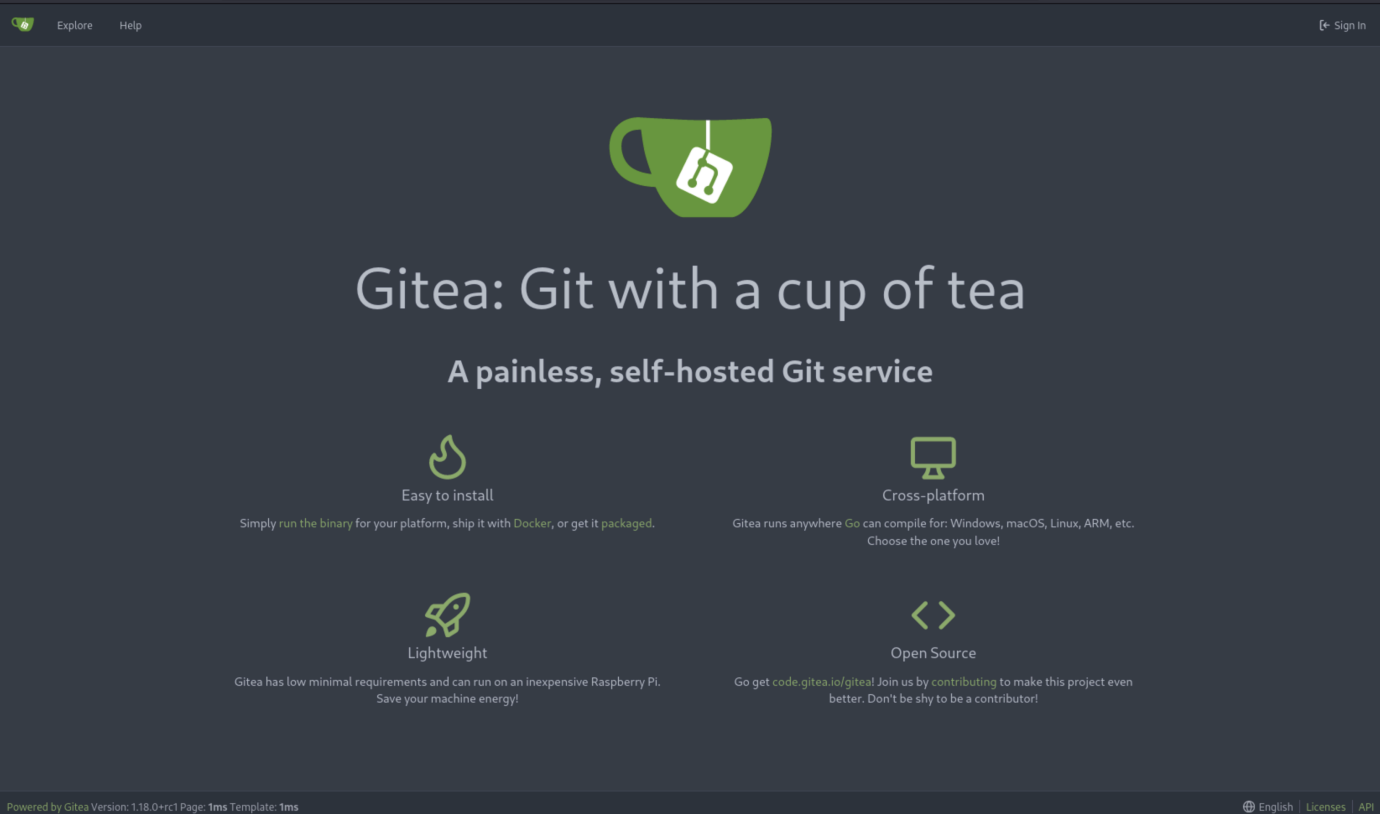 Explore Help Sign In
Gitea: Git with a cup of tea
A painless, self-hosted Git service
Easy to install
Simply run the binary for your platform, ship it with Docker, or get it packaged.
Cross-platform
Gitea runs anywhere Go can compile for: Windows, macOS, Linux, ARM, etc.
Choose the one you love!
Lightweight
Gitea has low minimal requirements and can run on an inexpensive Raspberry Pi.
Save your machine energy!
Open Source
Go get code.gitea.io/gitea! Join us by contributing to make this project even
better. Don't be shy to be a contributor!
Powered by Gitea Version: 1.18.0+rc1 Page: 1ms Template: 1ms English Licenses API